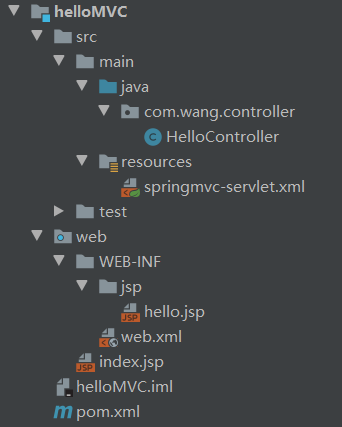 helloMVC
src
main
java
com.wang.controller
HelloController
resources
springmvc-servlet.xml
test
web
WEB-INF
jsp
hello.jsp
web.xml
index.jsp
helloMVC.iml
pom.xml